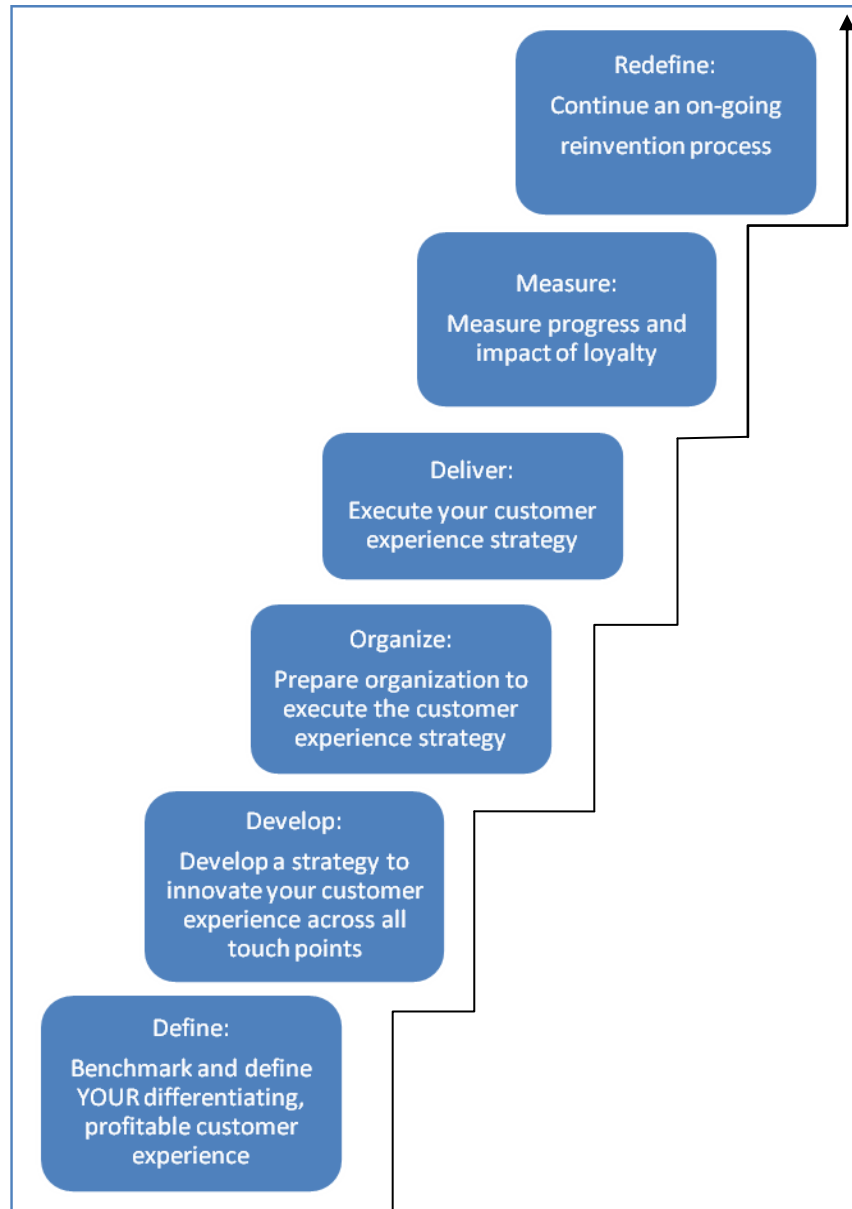 Redefine:
Continue an on-going
reinvention process
Measure:
Measure progress and
impact of loyalty
Deliver:
Execute your customer
experience strategy
Organize:
Prepare organization to
execute the customer
experience strategy
Develop:
Develop a strategy to
innovate your customer
experience across all
touch points
Define:
Benchmark and define
YOUR differentiating,
profitable customer
experience